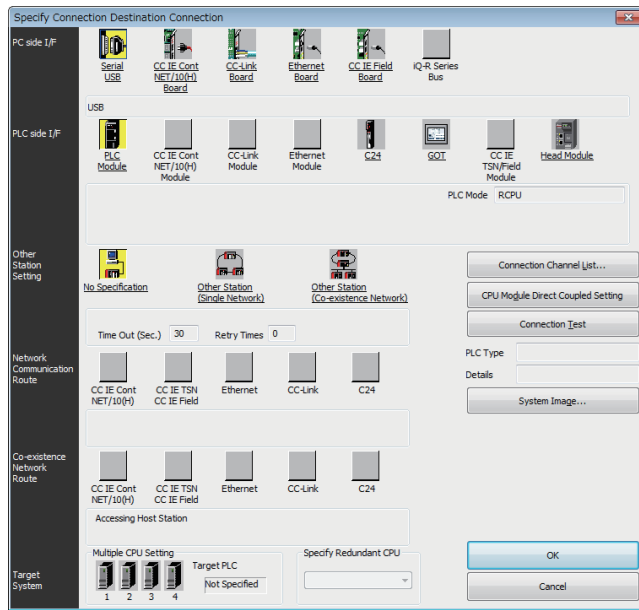 Specify Connection Destination Connection
PC side I/F
Serial
USB
CC IE Cont
NET/10(H)
Board
CC-Link
Board
Ethernet
Board
CC IE Field
Board
iQ-R Series
Bus
USB
PLC side I/F
PLC
Module
CC IE Cont
NET/10(H)
Module
CC-Link
Module
Ethernet
Module
C24
GOT
CC IE
TSN/Field
Module
Head Module
PLC Mode RCPU
Other
Station
Setting
No Specification
Other Station
(Single Network)
Other Station
(Co-existence Network)
Connection Channel List...
CPU Module Direct Coupled Setting
Time Out (Sec.) 30 Retry Times 0
Connection Test
PLC Type
Details
System Image...
Network
Communication
Route
CC IE Cont
NET/10(H)
CC IE TSN
CC IE Field
Ethernet
CC-Link
C24
Co-existence
Network
Route
CC IE Cont
NET/10(H)
CC IE TSN
CC IE Field
Ethernet
CC-Link
C24
Accessing Host Station
Target
System
Multiple CPU Setting
1 2 3 4
Target PLC
Not Specified
Specify Redundant CPU
OK
Cancel